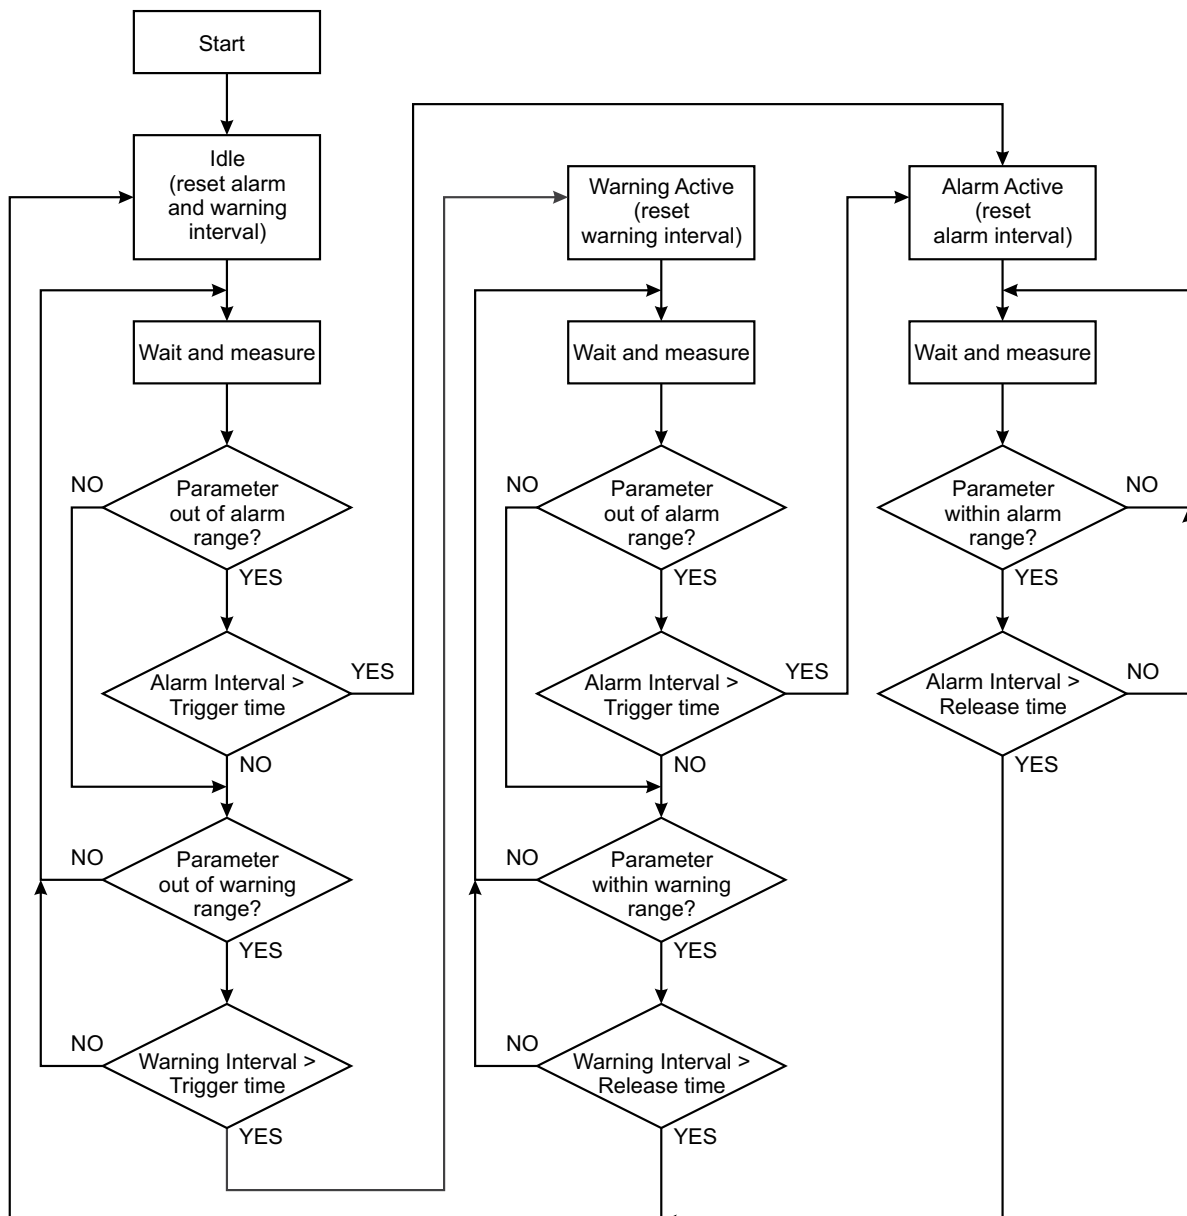 Start
Idle
(reset alarm
and warning
interval)
Wait and measure
NO
Parameter
out of alarm
range?
YES
Alarm Interval >
Trigger time
YES
NO
NO
Parameter
out of warning
range?
YES
NO
Warning Interval >
Trigger time
YES
Warning Active
(reset
warning interval)
Wait and measure
NO
Parameter
out of alarm
range?
YES
Alarm Interval >
Trigger time
YES
NO
NO
Parameter
within warning
range?
YES
NO
Warning Interval >
Release time
YES
Alarm Active
(reset
alarm interval)
Wait and measure
Parameter
within alarm
range?
NO
YES
Alarm Interval >
Release time
NO
YES